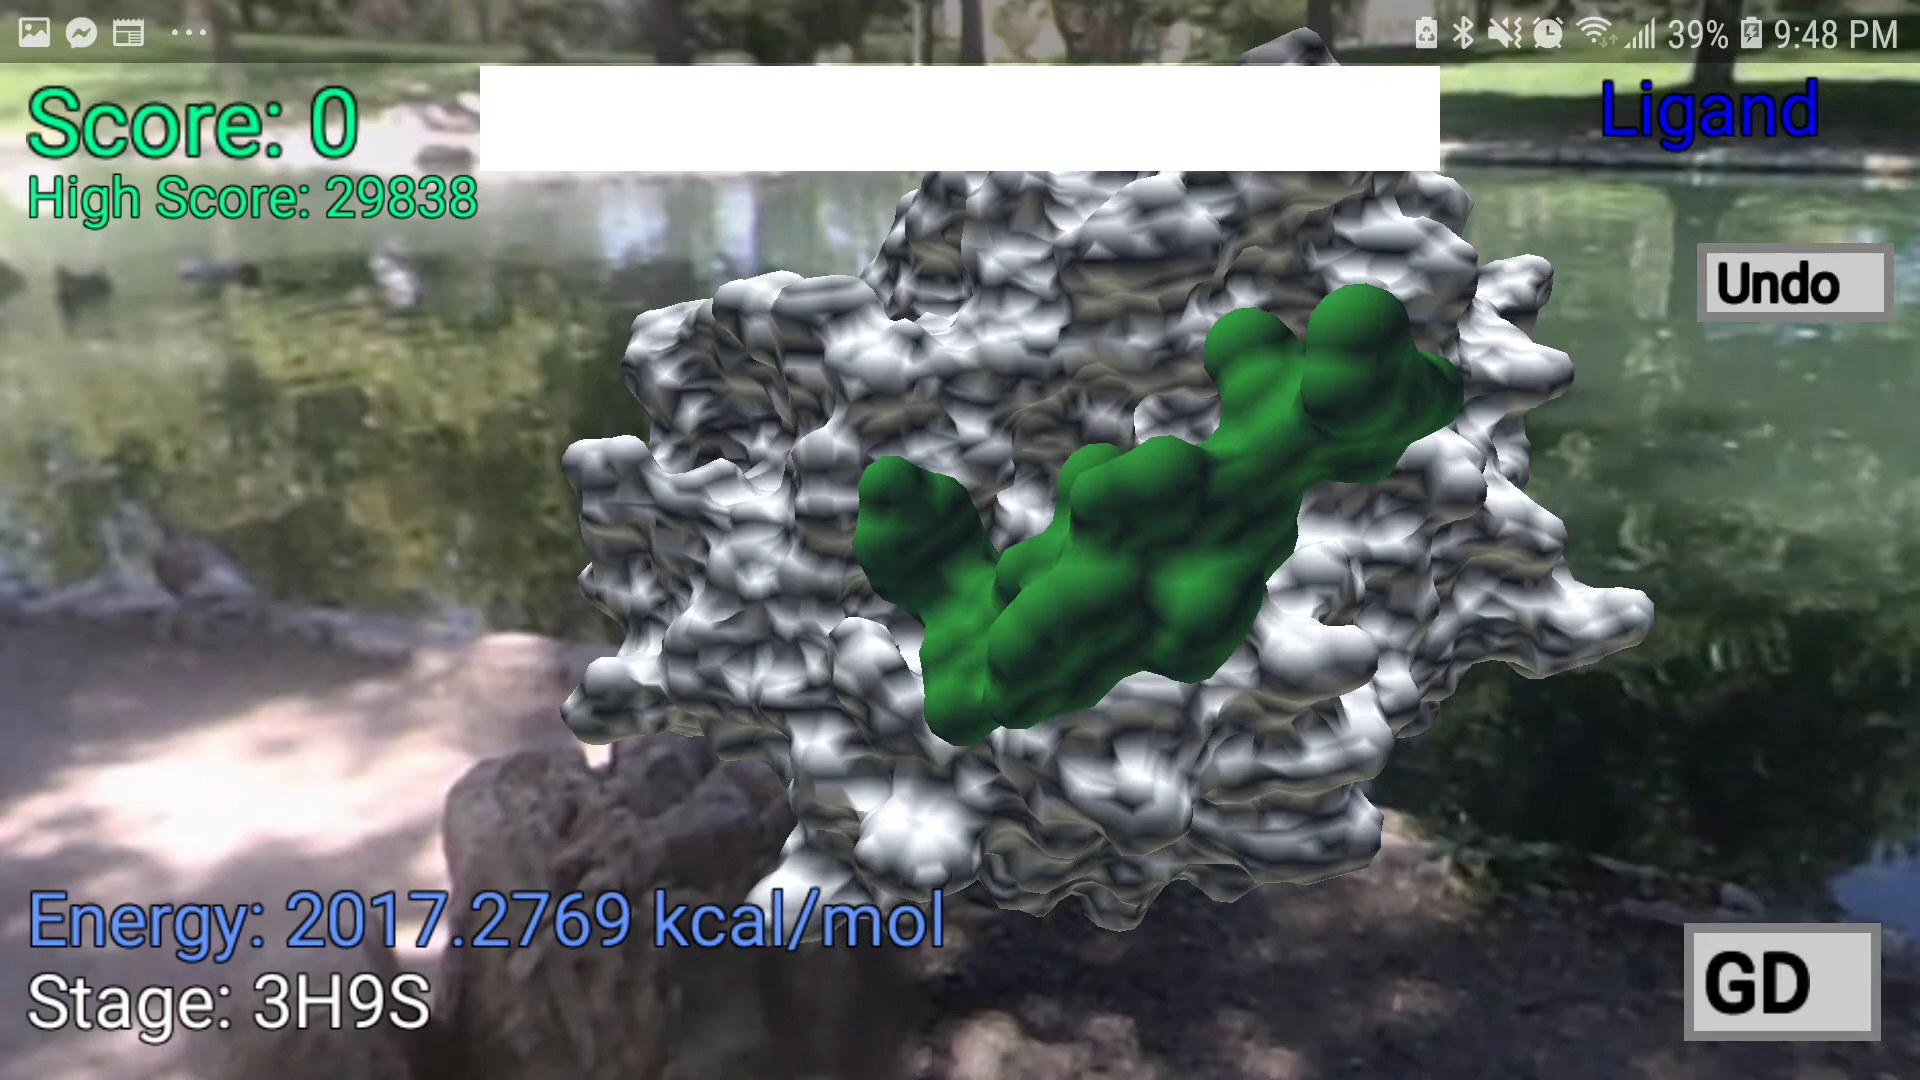 39% 9:48 PM
Score: 0
High Score: 29838
Ligand
Undo
Energy: 2017.2769 kcal/mol
Stage: 3H9S
GD